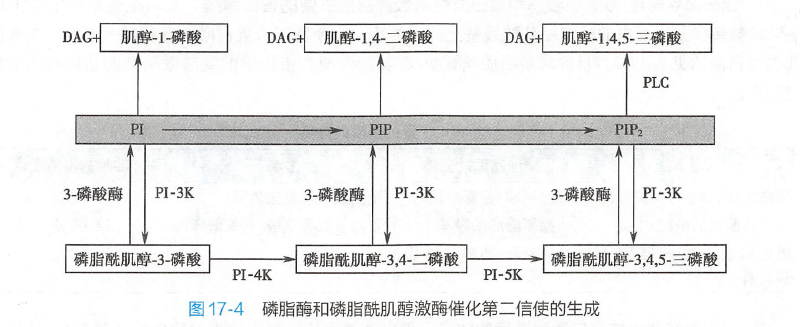 DAG+ 肌醇-1-磷酸 DAG+ 肌醇-1,4-二磷酸 DAG+ 肌醇-1,4,5-三磷酸
PLC
PI PIP PIP₂
3-磷酸酶 PI-3K 3-磷酸酶 PI-3K 3-磷酸酶 PI-3K
磷脂酰肌醇-3-磷酸 磷脂酰肌醇-3,4-二磷酸 磷脂酰肌醇-3,4,5-三磷酸
PI-4K PI-5K
图17-4 磷脂酶和磷脂酰肌醇激酶催化第二信使的生成